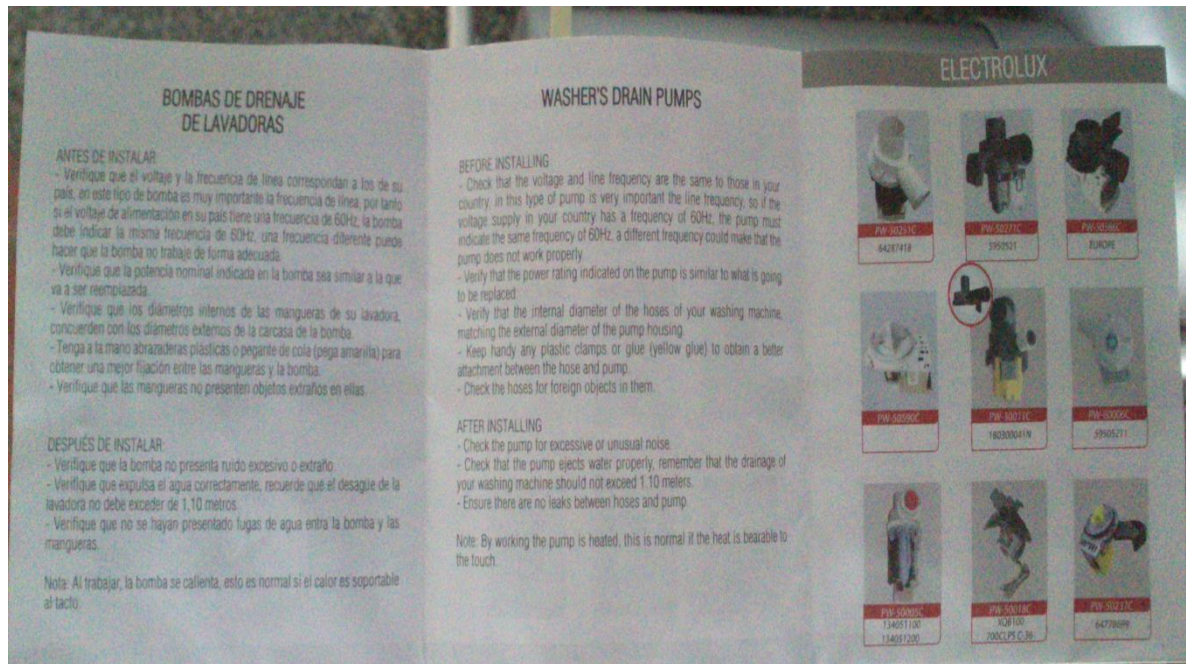 BOMBAS DE DRENAJE
DE LAVADORAS
ANTES DE INSTALAR:
- Verifique que el voltaje y la frecuencia de línea correspondan a los de su
país, en este tipo de bomba es muy importante la frecuencia de línea, por tanto
si el voltaje de alimentación en su país tiene una frecuencia de 60Hz, la bomba
debe indicar la misma frecuencia de 60Hz, una frecuencia diferente puede
hacer que la bomba no trabaje de forma adecuada.
- Verifique que la potencia nominal indicada en la bomba sea similar a la que
va a ser reemplazada.
- Verifique que los diámetros internos de las mangueras de su lavadora,
concuerden con los diámetros externos de la carcasa de la bomba.
- Tenga a la mano abrazaderas plásticas o pegante de cola (pega amarilla) para
obtener una mejor fijación entre las mangueras y la bomba.
- Verifique que las mangueras no presenten objetos extraños en ellas.
DESPUÉS DE INSTALAR:
- Verifique que la bomba no presenta ruido excesivo o extraño.
- Verifique que expulsa el agua correctamente, recuerde que el desagüe de la
lavadora no debe exceder de 1,10 metros.
- Verifique que no se hayan presentado fugas de agua entra la bomba y las
mangueras.
Nota: Al trabajar, la bomba se calienta, esto es normal si el calor es soportable
al tacto.
WASHER'S DRAIN PUMPS
BEFORE INSTALLING
- Check that the voltage and line frequency are the same to those in your
country, in this type of pump is very important the line frequency, so if the
voltage supply in your country has a frequency of 60Hz, the pump must
indicate the same frequency of 60Hz, a different frequency could make that the
pump does not work properly.
- Verify that the power rating indicated on the pump is similar to what is going
to be replaced.
- Verify that the internal diameter of the hoses of your washing machine,
matching the external diameter of the pump housing.
- Keep handy any plastic clamps or glue (yellow glue) to obtain a better
attachment between the hose and pump.
- Check the hoses for foreign objects in them.
AFTER INSTALLING
- Check the pump for excessive or unusual noise.
- Check that the pump ejects water properly, remember that the drainage of
your washing machine should not exceed 1.10 meters.
- Ensure there are no leaks between hoses and pump.
Note: By working the pump is heated, this is normal if the heat is bearable to
the touch.
ELECTROLUX
PW-50251C
64287418
PW-50271C
5950521
EUROPE
PW-50590C
PW-30011C
180300041N
PW-60006C
59505211
PW-50005C
134051100
134051200
PW-50018C
XQB100
700CLPS C-36
PW-50237C